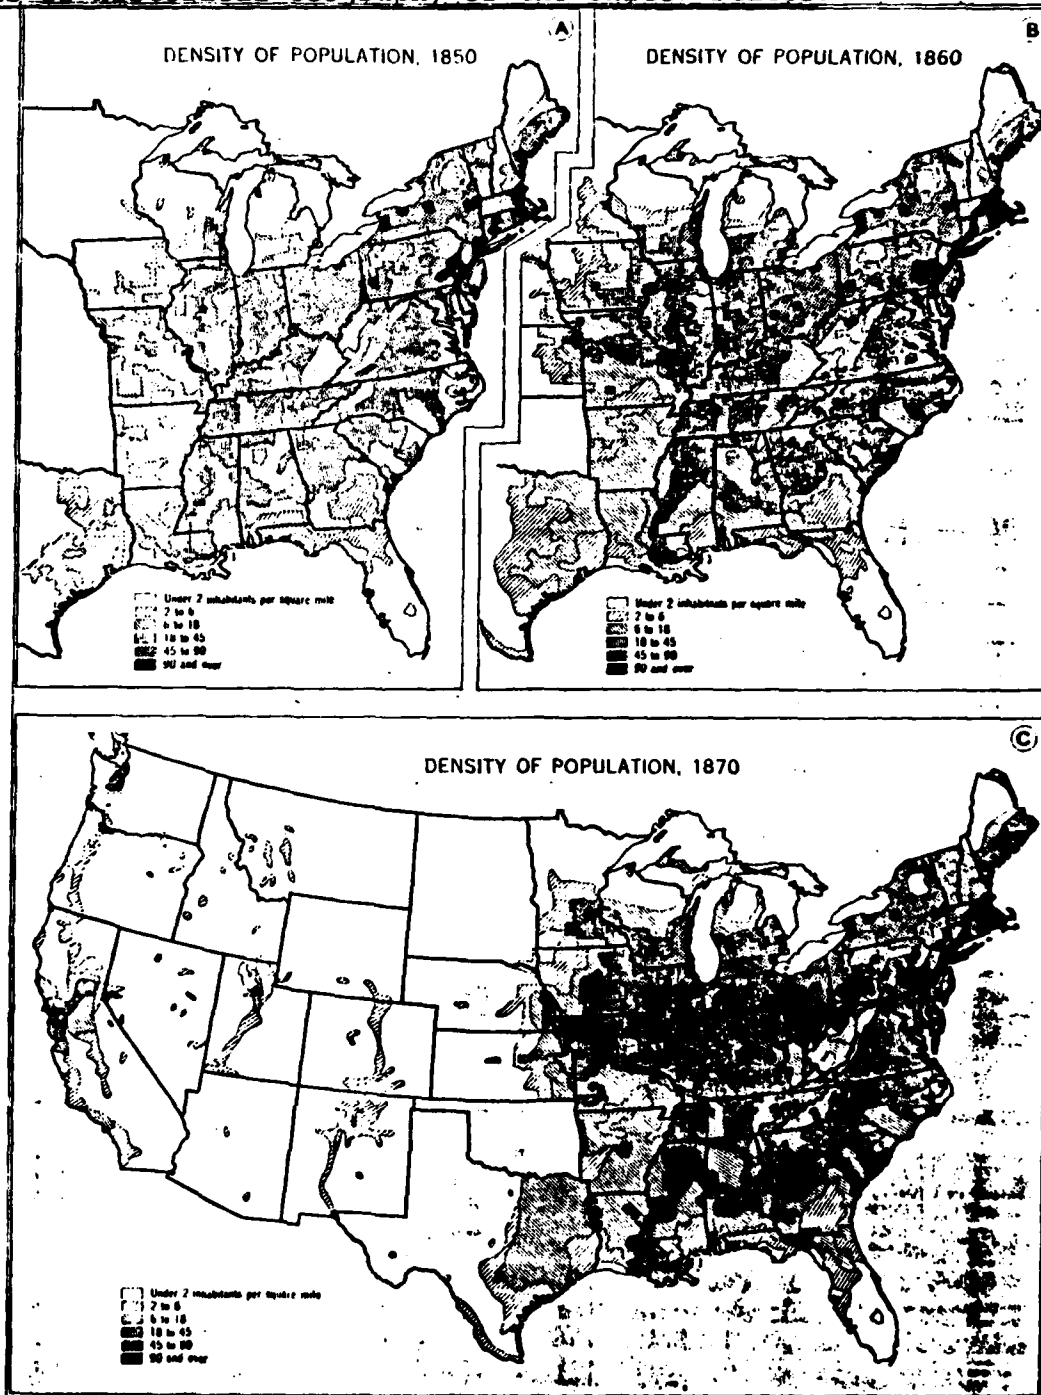 A
DENSITY OF POPULATION, 1850
Under 2 inhabitants per square mile
2 to 6
6 to 18
18 to 45
45 to 90
90 and over
B
DENSITY OF POPULATION, 1860
Under 2 inhabitants per square mile
2 to 6
6 to 18
18 to 45
45 to 90
90 and over
C
DENSITY OF POPULATION, 1870
Under 2 inhabitants per square mile
2 to 6
6 to 18
18 to 45
45 to 90
90 and over